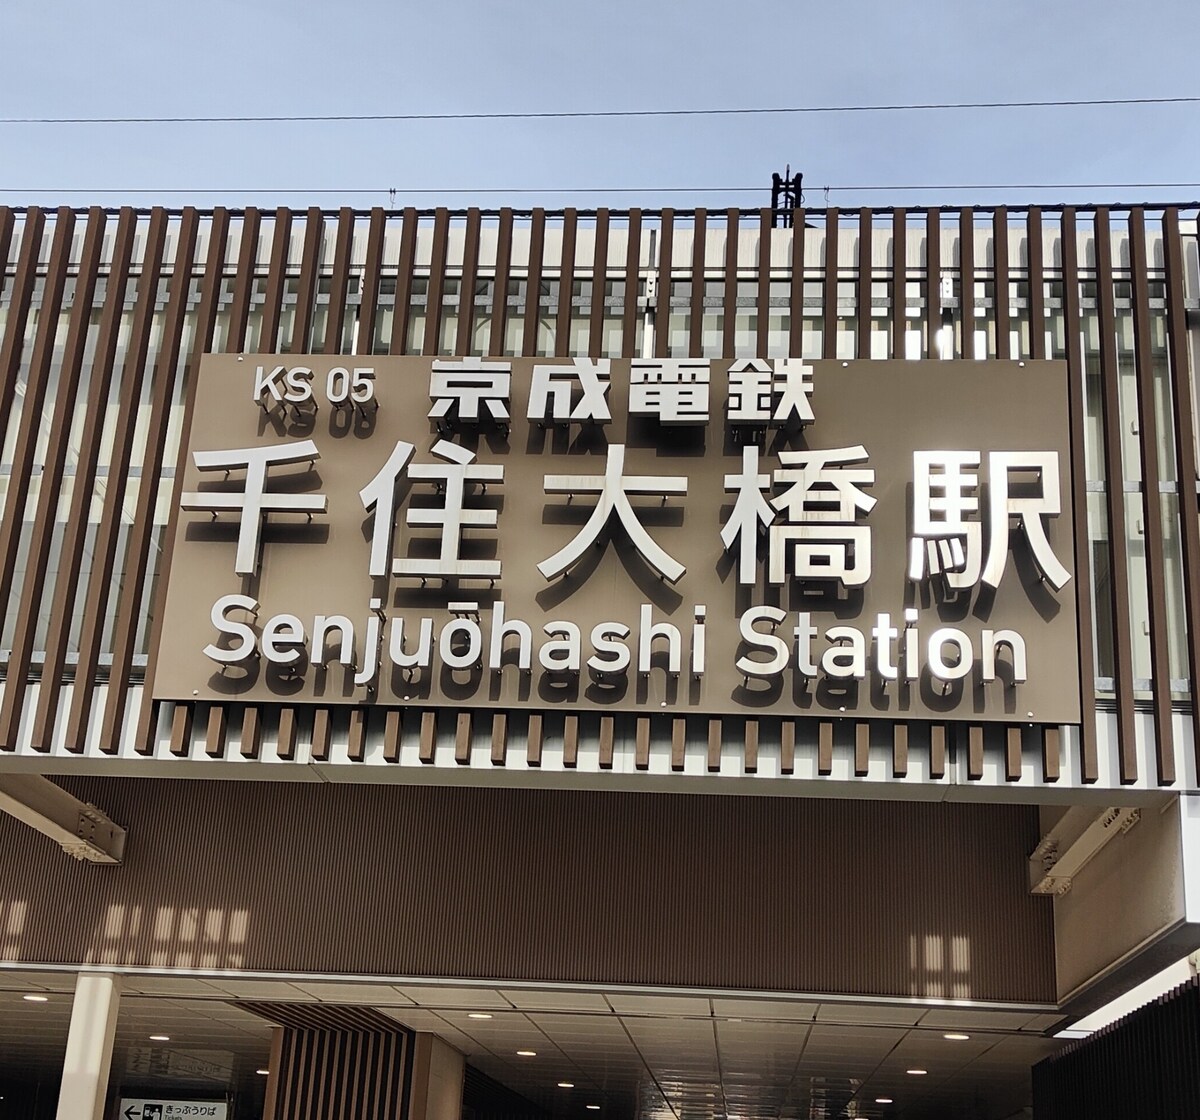 KS 05 京成電鉄
千住大橋駅
Senjuōhashi Station
きっぷうりば
Tickets